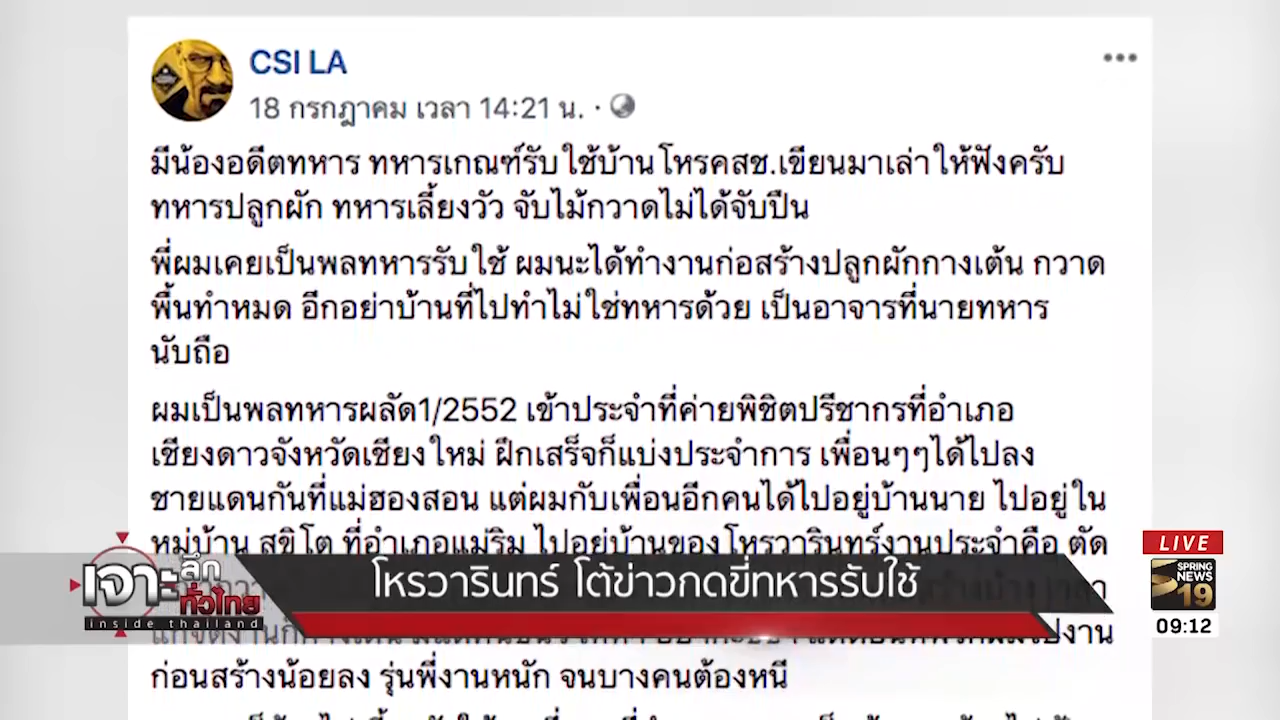 CSI LA
18 กรกฎาคม เวลา 14:21 น. ·
มีน้องอดีตทหาร ทหารเกณฑ์รับใช้บ้านโหรคสช.เขียนมาเล่าให้ฟังครับ
ทหารปลูกผัก ทหารเลี้ยงวัว จับไม้กวาดไม่ได้จับปืน
พี่ผมเคยเป็นพลทหารรับใช้ ผมนะได้ทำงานก่อสร้างปลูกผักกางเต้น กวาด
พื้นทำหมด อีกอย่าบ้านที่ไปทำไม่ใช่ทหารด้วย เป็นอาจารที่นายทหาร
นับถือ
ผมเป็นพลทหารผลัด1/2552 เข้าประจำที่ค่ายพิชิตปรีชากรที่อำเภอ
เชียงดาวจังหวัดเชียงใหม่ ฝึกเสร็จก็แบ่งประจำการ เพื่อนๆๆได้ไปลง
ชายแดนกันที่แม่ฮองสอน แต่ผมกับเพื่อนอีกคนได้ไปอยู่บ้านนาย ไปอยู่ใน
หมู่บ้าน สุขิโต ที่อำเภอแม่ริม ไปอยู่บ้านของโหรวารินทร์งานประจำคือ ตัด
ก่อนสร้างน้อยลง รุ่นพี่งานหนัก จนบางคนต้องหนี
เจาะลึกทั่วไทย
inside thailand
โหรวารินทร์ โต้ข่าวกดขี่ทหารรับใช้
LIVE
SPRING
NEWS
19
09:12